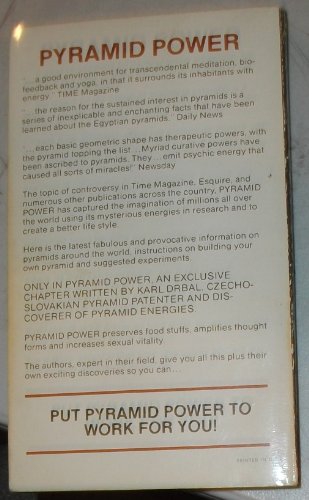 PYRAMID POWER
". . . a good environment for transcendental meditation, bio-
feedback and yoga, in that it surrounds its inhabitants with
energy." TIME Magazine
". . . the reason for the sustained interest in pyramids is a
series of inexplicable and enchanting facts that have been
learned about the Egyptian pyramids." Daily News
". . . each basic geometric shape has therapeutic powers, with
the pyramid topping the list . . . Myriad curative powers have
been ascribed to pyramids. They . . . emit psychic energy that
caused all sorts of miracles!" Newsday
The topic of controversy in Time Magazine, Esquire, and
numerous other publications across the country, PYRAMID
POWER has captured the imagination of millions all over
the world using its mysterious energies in research and to
create a better life style.
Here is the latest fabulous and provocative information on
pyramids around the world, instructions on building your
own pyramid and suggested experiments.
ONLY IN PYRAMID POWER, AN EXCLUSIVE
CHAPTER WRITTEN BY KARL DRBAL, CZECHO-
SLOVAKIAN PYRAMID PATENTER AND DIS-
COVERER OF PYRAMID ENERGIES.
PYRAMID POWER preserves food stuffs, amplifies thought
forms and increases sexual vitality.
The authors, expert in their field, give you all this plus their
own exciting discoveries so you can . . .
PUT PYRAMID POWER TO
WORK FOR YOU!
PRINTED IN